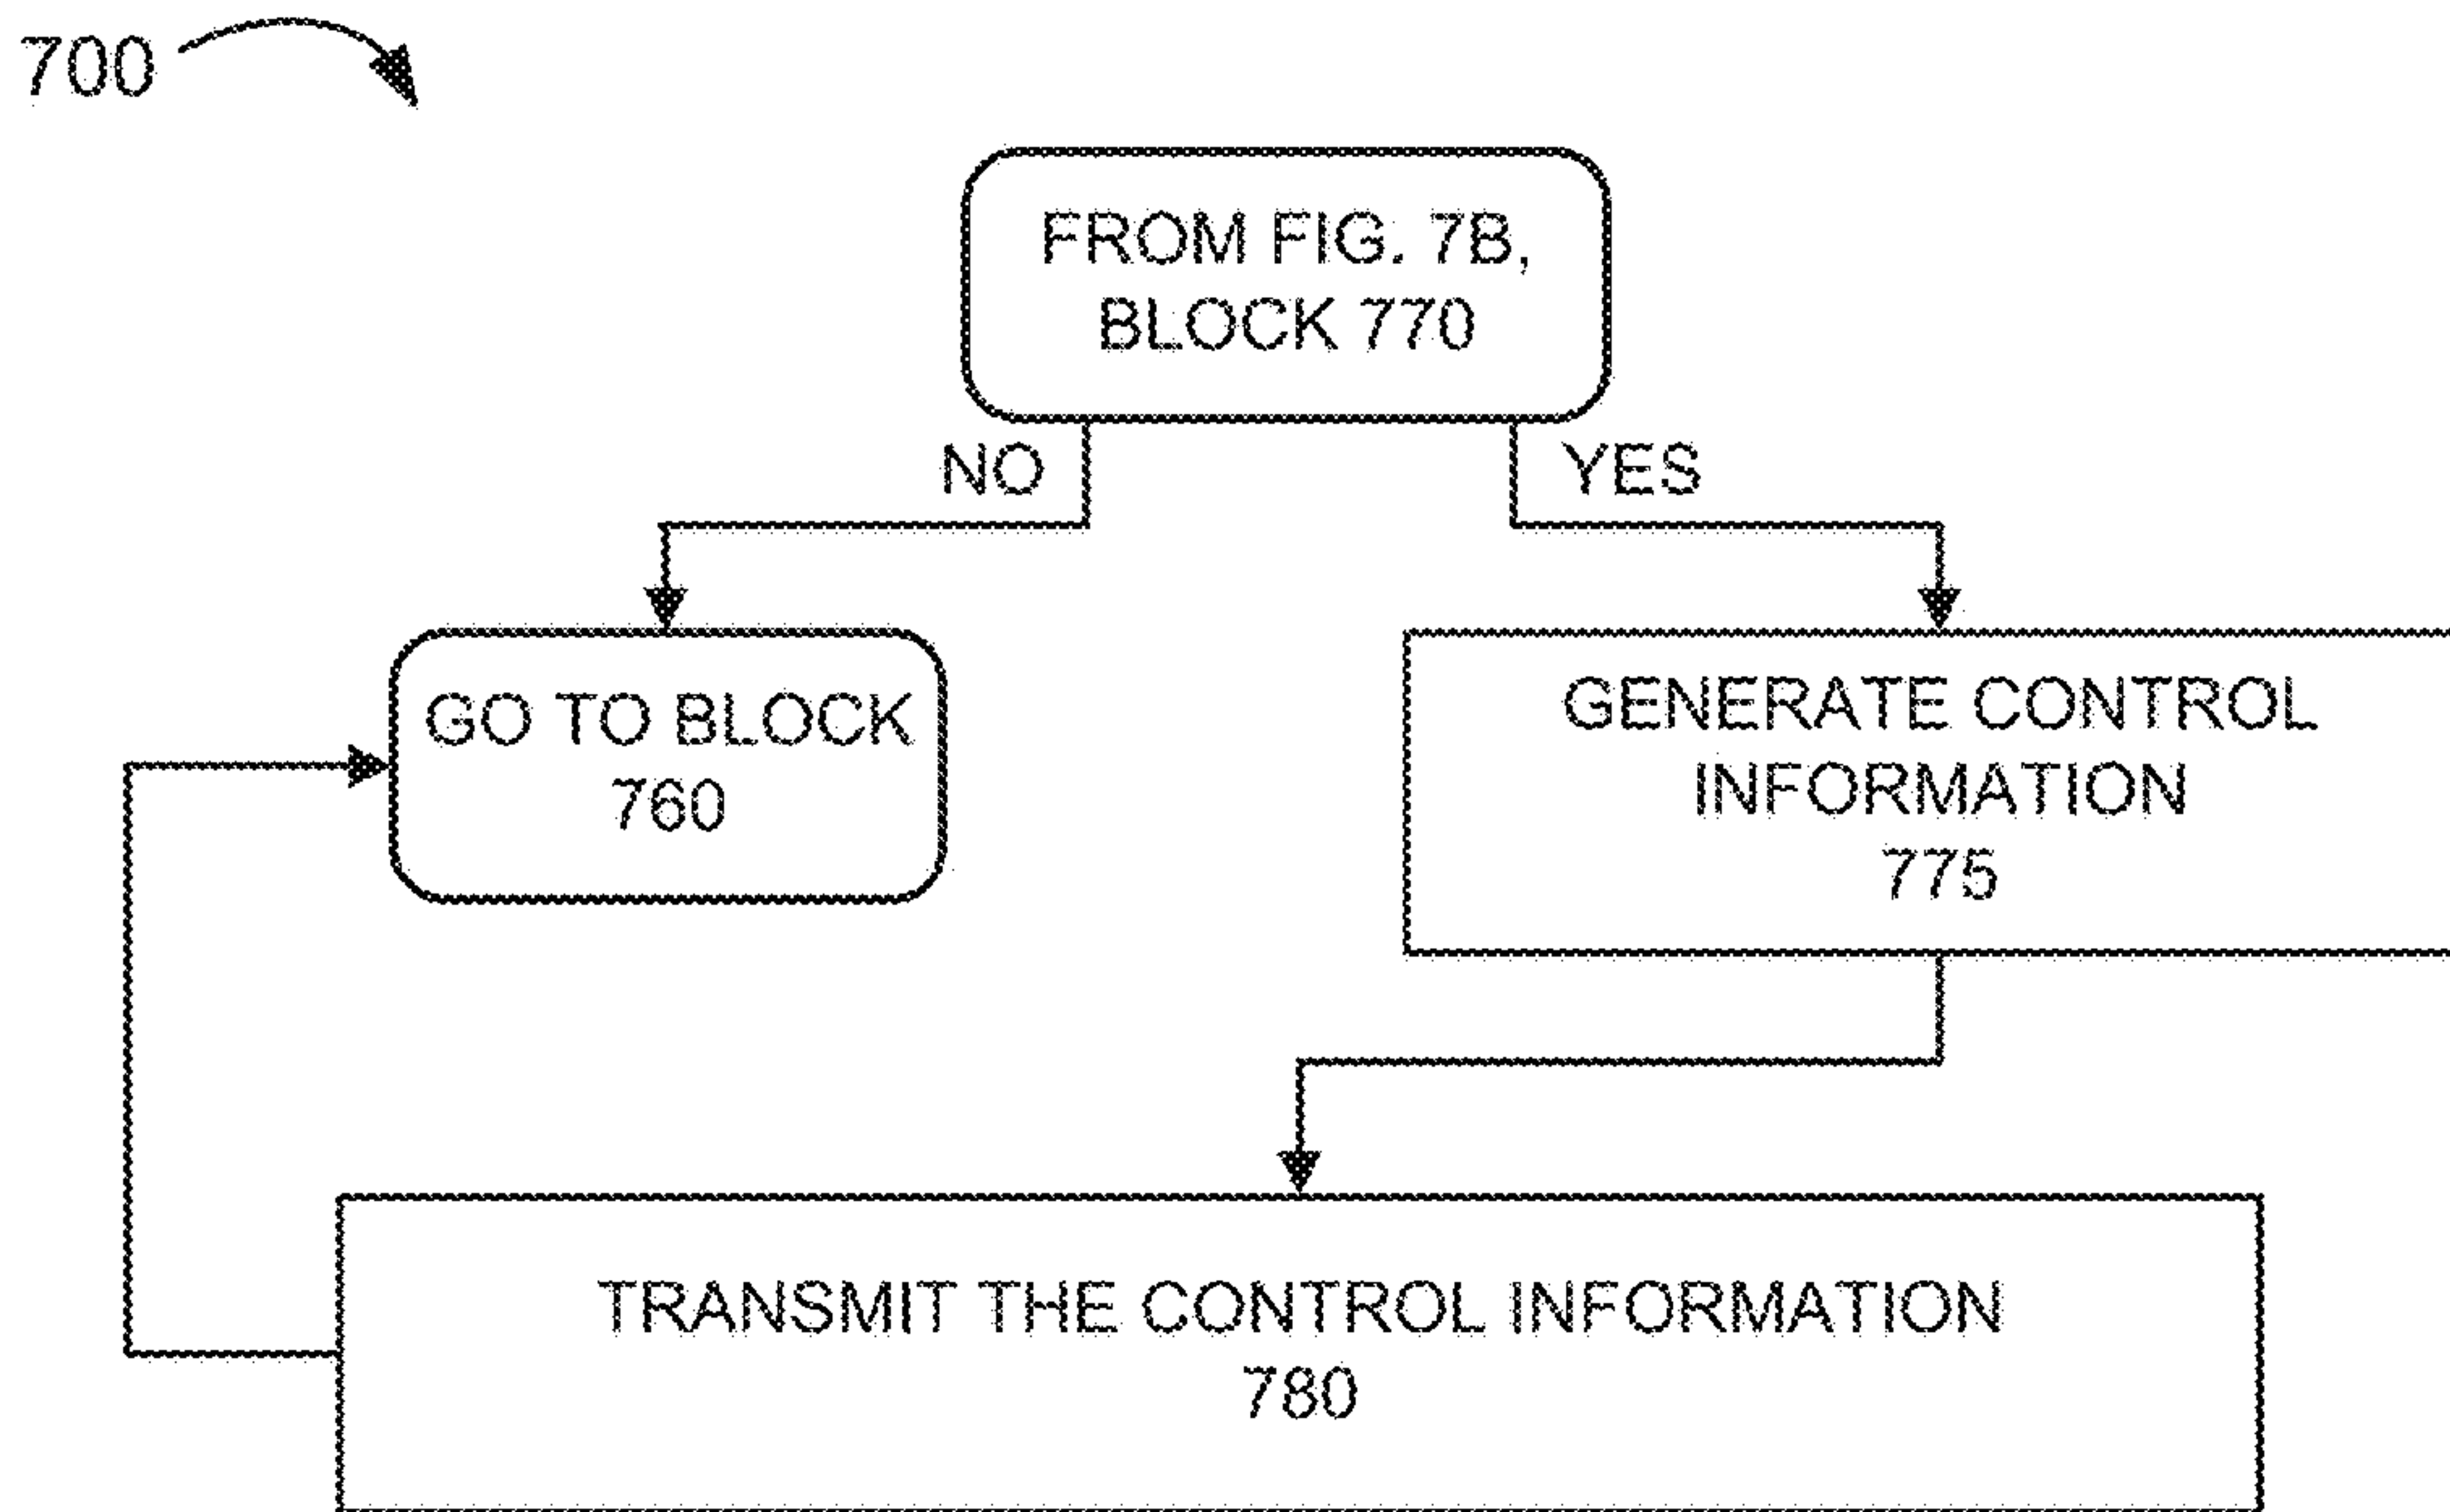 700
FROM FIG. 7B,
BLOCK 770
NO
YES
GO TO BLOCK
760
GENERATE CONTROL
INFORMATION
775
TRANSMIT THE CONTROL INFORMATION
780